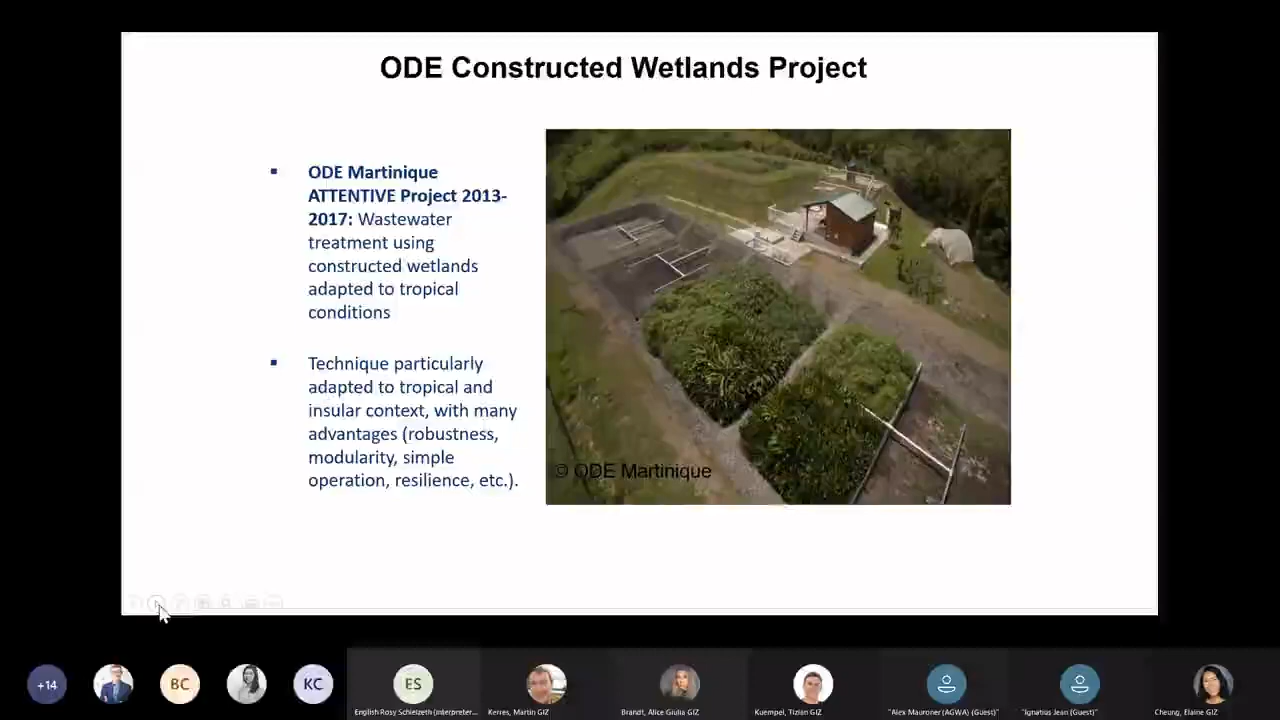 ODE Constructed Wetlands Project
▪ ODE Martinique
ATTENTIVE Project 2013-
2017: Wastewater
treatment using
constructed wetlands
adapted to tropical
conditions
▪ Technique particularly
adapted to tropical and
insular context, with many
advantages (robustness,
modularity, simple
operation, resilience, etc.).
© ODE Martinique
+14
BC
KC
ES
English Rosy Schielzeth (Interpreter...
Kerres, Martin GIZ
Brandt, Alice Giulia GIZ
Kuempel, Tizian GIZ
"Alex Mauroner (AGWA) (Guest)"
"Ignatius Jean (Guest)"
Cheung, Elaine GIZ